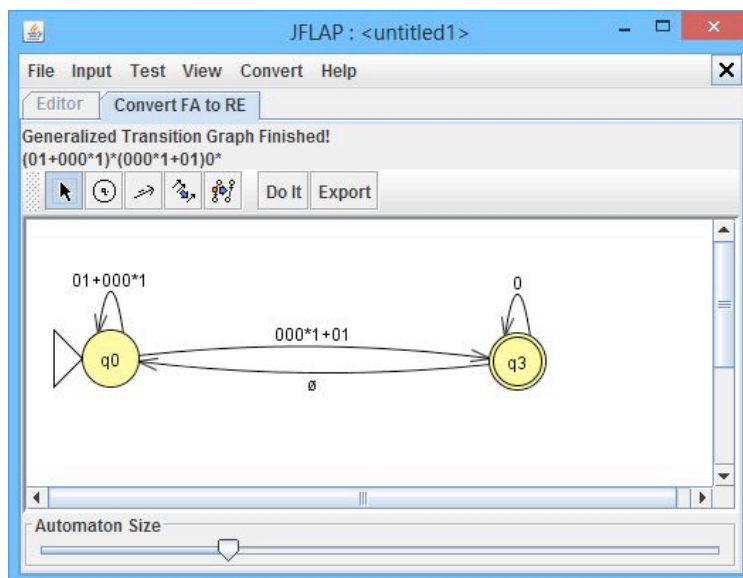 JFLAP : <untitled1>
File Input Test View Convert Help
Editor Convert FA to RE
Generalized Transition Graph Finished!
(01+000*1)*(000*1+01)0*
Do It Export
01+000*1
0
000*1+01
q0
q3
ø
Automaton Size